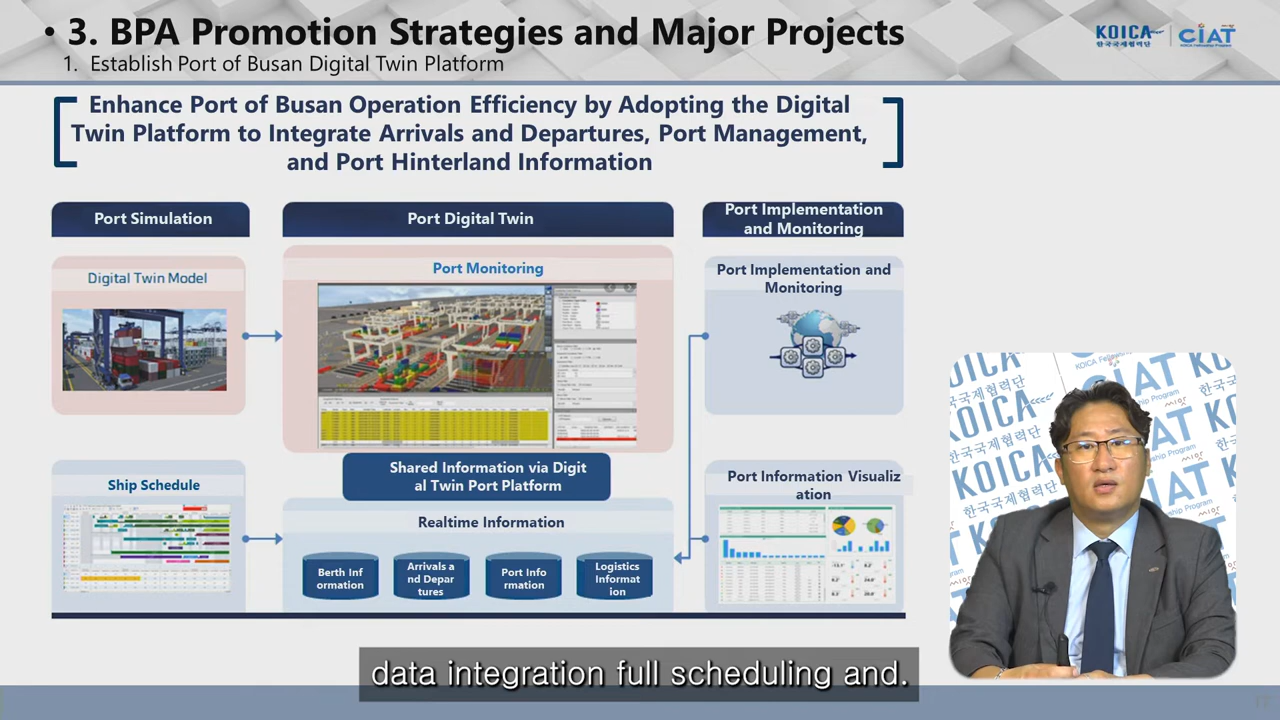 • 3. BPA Promotion Strategies and Major Projects
1. Establish Port of Busan Digital Twin Platform
KOICA
한국국제협력단
CIAT
KOICA Fellowship Program
Enhance Port of Busan Operation Efficiency by Adopting the Digital
Twin Platform to Integrate Arrivals and Departures, Port Management,
and Port Hinterland Information
Port Simulation
Port Digital Twin
Port Implementation
and Monitoring
Digital Twin Model
Port Monitoring
Port Implementation and
Monitoring
Shared Information via Digit
al Twin Port Platform
Ship Schedule
Realtime Information
Port Information Visualiz
ation
Berth Inf
ormation
Arrivals a
nd Depar
tures
Port Info
rmation
Logistics
Informat
ion
KOICA
한국국제협력단
CIAT
data integration full scheduling and.
17